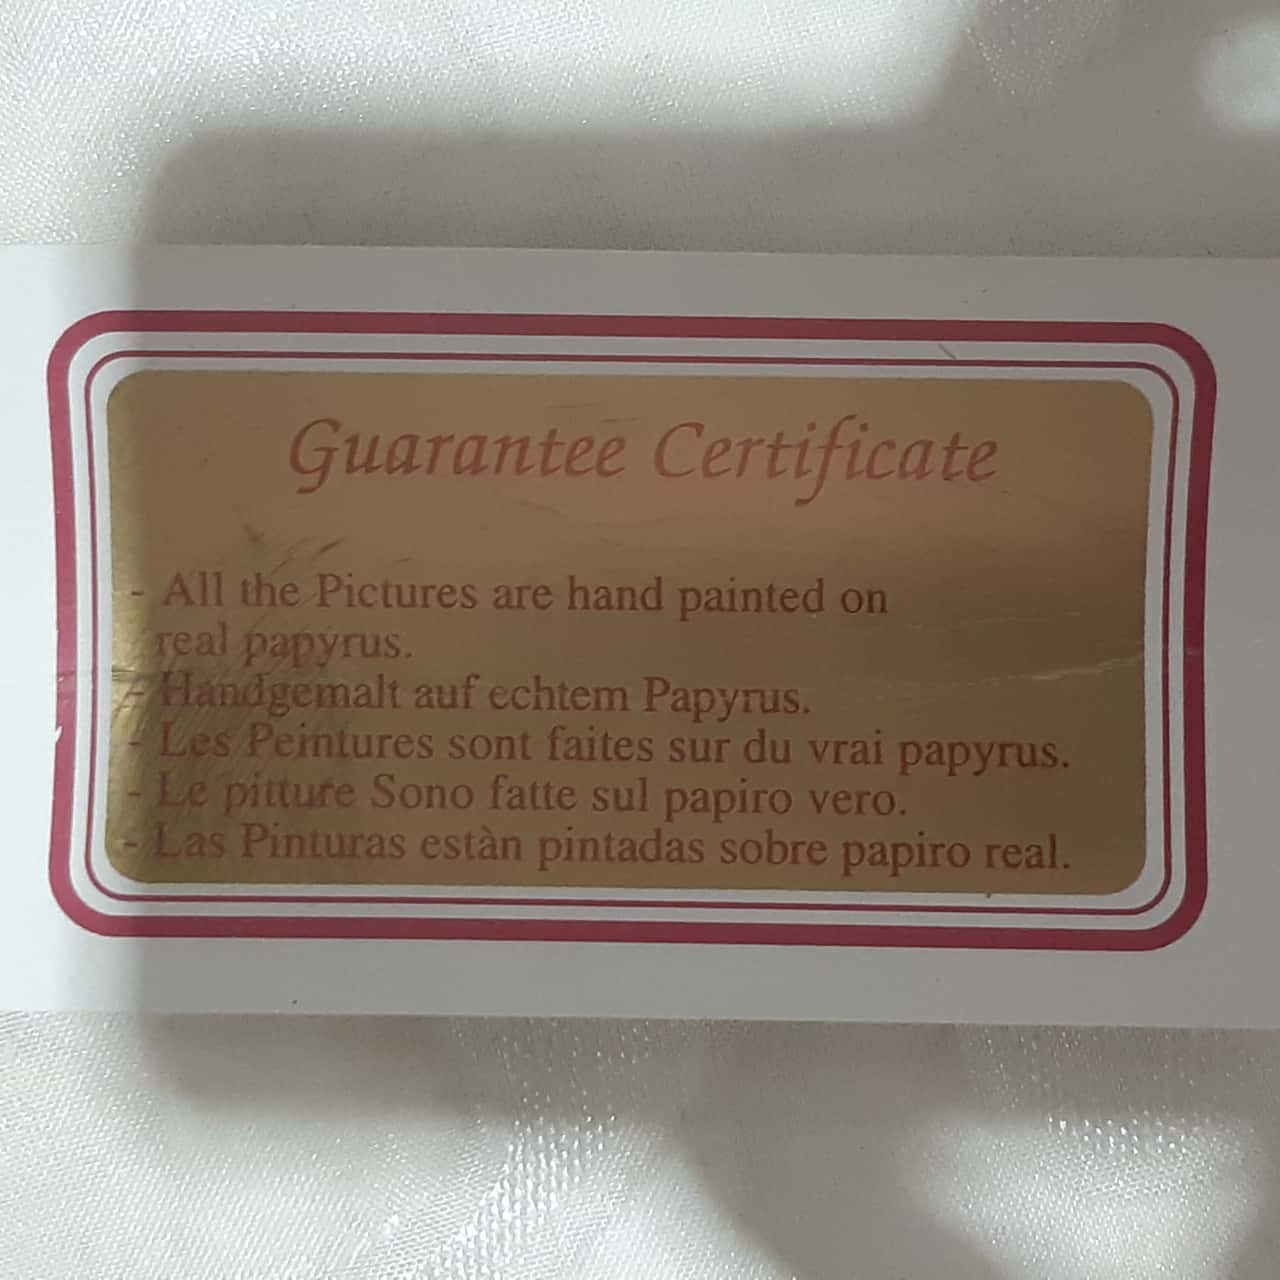 Guarantee Certificate
- All the Pictures are hand painted on
real papyrus.
- Handgemalt auf echtem Papyrus.
- Les Peintures sont faites sur du vrai papyrus.
- Le pitture Sono fatte sul papiro vero.
- Las Pinturas estàn pintadas sobre papiro real.